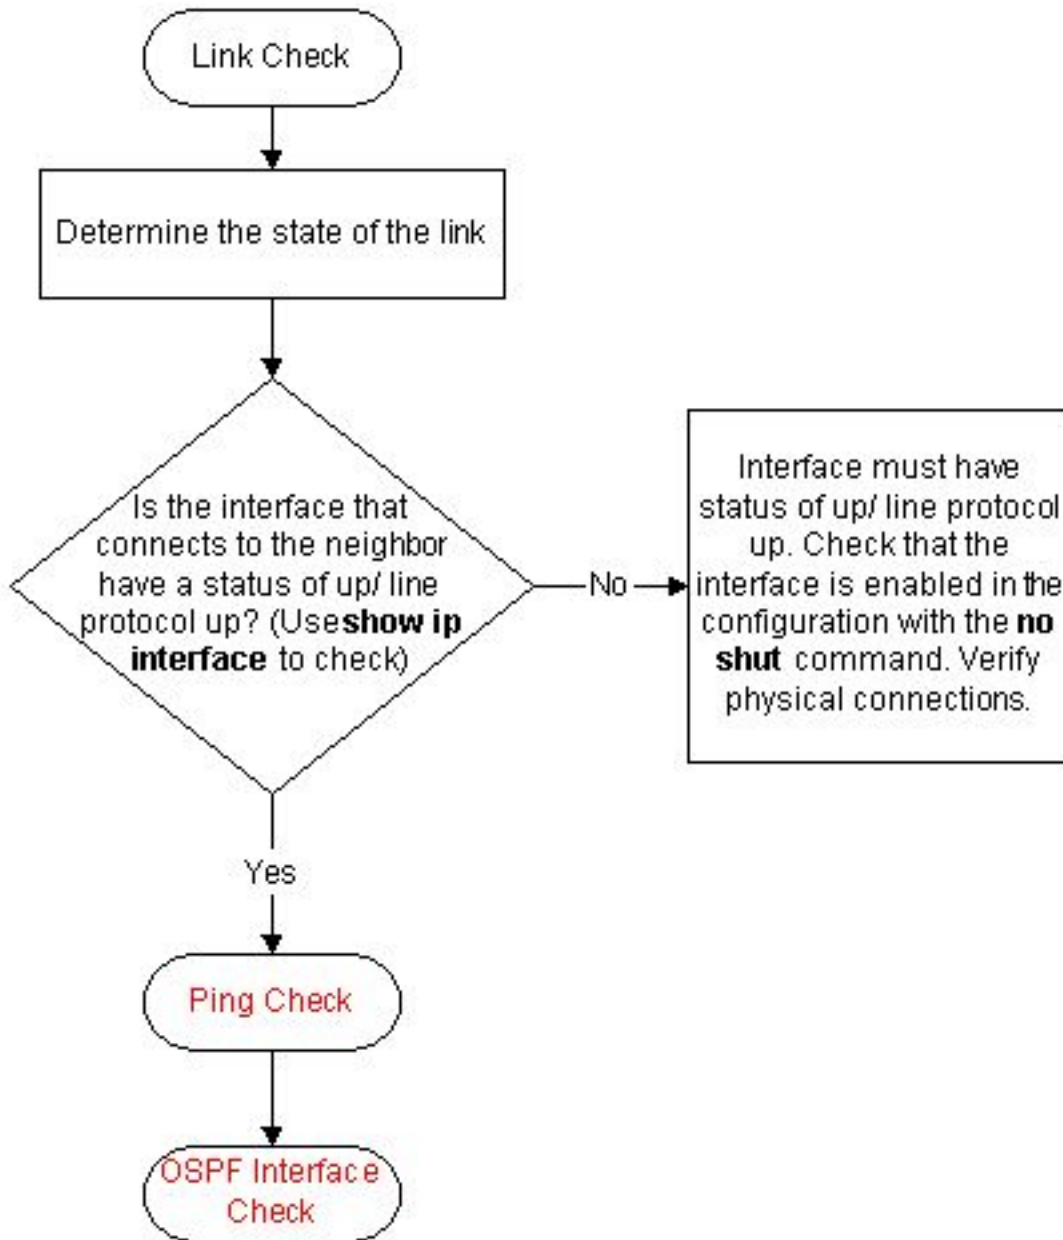 Link Check
Determine the state of the link
Is the interface that
connects to the neighbor
have a status of up/ line
protocol up? (Use show ip
interface to check)
No
Interface must have
status of up/ line protocol
up. Check that the
interface is enabled in the
configuration with the no
shut command. Verify
physical connections.
Yes
Ping Check
OSPF Interface
Check